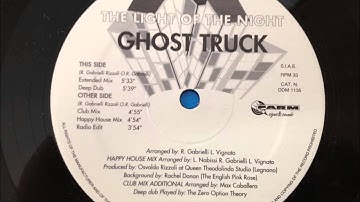 THE LIGHT OF THE NIGHT
GHOST TRUCK
THIS SIDE
(R. Gabrielli Rizzoli O.R. Gabrielli)
Extended Mix 5'33"
Deep Dub 5'39"
OTHER SIDE
(R. Gabrielli Rizzoli O.R. Gabrielli)
Club Mix 4'55"
Happy House Mix 4'54"
Radio Edit 3'54"
S.I.A.E.
RPM 33
CAT. N.
DDM 1136
FARM
Arranged by: R. Gabrielli L. Vignato
HAPPY HOUSE MIX Arranged by: L. Nobissi R. Gabrielli L. Vignato
Produced by: Osvaldo Rizzoli at Queen Theodolinda Studio (Legnano)
Background by: Rachel Donan (The English Pink Rose)
CLUB MIX ADDITIONAL Arranged by: Max Caballera
Deep dub Played by: The Zero Option Theory